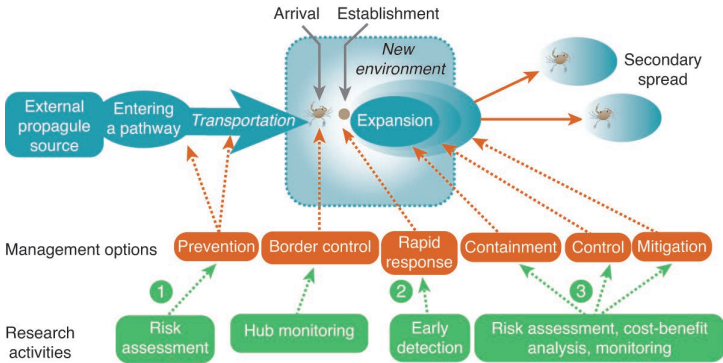 Arrival
Establishment
New
environment
Secondary
spread
External
propagule
source
Entering
a pathway
Transportation
Expansion
Management options
Prevention
Border control
Rapid
response
Containment
Control
Mitigation
1
2
3
Research
activities
Risk
assessment
Hub monitoring
Early
detection
Risk assessment, cost-benefit
analysis, monitoring